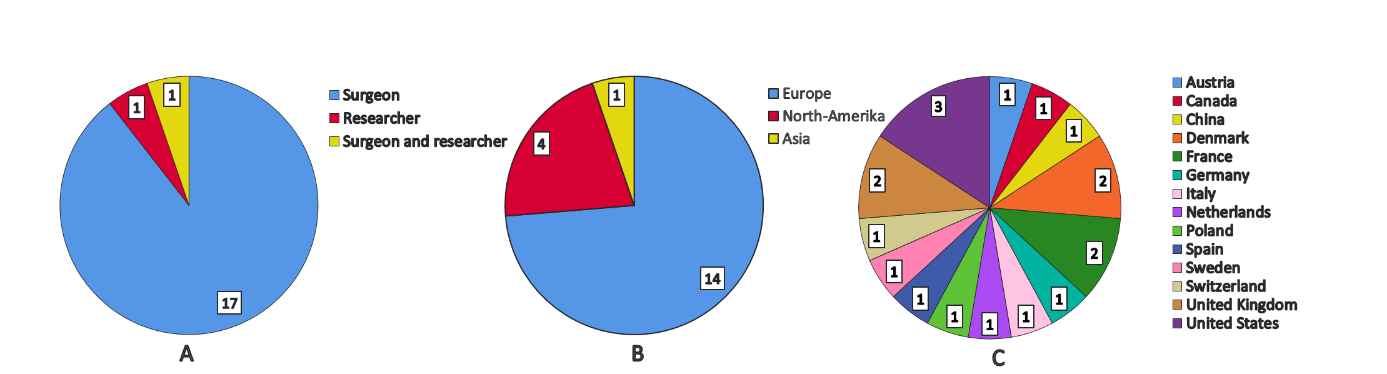 1
1
17
Surgeon
Researcher
Surgeon and researcher
A
1
4
14
Europe
North-Amerika
Asia
B
1
1
1
2
2
1
1
1
1
1
1
1
2
3
Austria
Canada
China
Denmark
France
Germany
Italy
Netherlands
Poland
Spain
Sweden
Switzerland
United Kingdom
United States
C